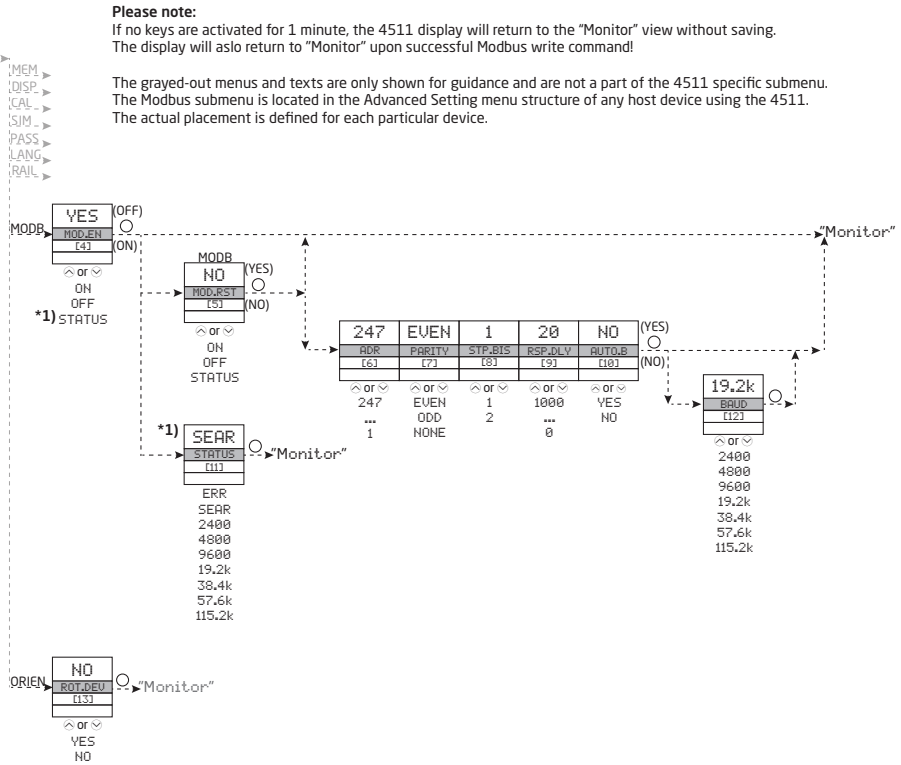 Please note:
If no keys are activated for 1 minute, the 4511 display will return to the “Monitor” view without saving.
The display will aslo return to ”Monitor” upon successful Modbus write command!
The grayed-out menus and texts are only shown for guidance and are not a part of the 4511 specific submenu.
The Modbus submenu is located in the Advanced Setting menu structure of any host device using the 4511.
The actual placement is defined for each particular device.
MEM
DISP
CAL
SIM
PASS
LANG
RAIL
MODB
YES
MOD.EN
[4]
(OFF)
(ON)
or
ON
OFF
*1) STATUS
"Monitor"
MODB
NO
MOD.RST
[5]
(YES)
(NO)
or
ON
OFF
STATUS
247 EVEN 1 20 NO
ADR PARITY STP.BIS RSP.DLY AUTO.B
[6] [7] [8] [9] [10]
(YES)
(NO)
or or or or or
247 EVEN 1 1000 YES
... ODD 2 ... NO
1 NONE 0
19.2k
BAUD
[12]
or
2400
4800
9600
19.2k
38.4k
57.6k
115.2k
*1)
SEAR
STATUS
[11]
"Monitor"
ERR
SEAR
2400
4800
9600
19.2k
38.4k
57.6k
115.2k
ORIEN
NO
ROT.DEV
[13]
"Monitor"
or
YES
NO